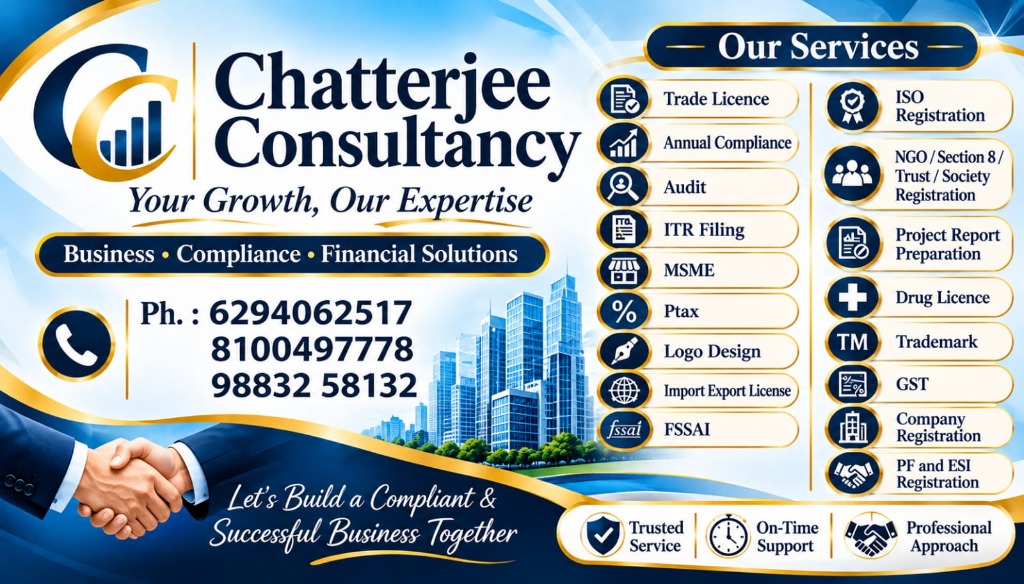 Chatterjee
Consultancy
Your Growth, Our Expertise
Business • Compliance • Financial Solutions
Ph. : 6294062517
8100497778
98832 58132
Let's Build a Compliant &
Successful Business Together
Our Services
Trade Licence
Annual Compliance
Audit
ITR Filing
MSME
%
Ptax
Logo Design
Import Export License
fssai
FSSAI
ISO
Registration
NGO / Section 8 /
Trust / Society
Registration
Project Report
Preparation
Drug Licence
TM
Trademark
GST
Company
Registration
PF and ESI
Registration
Trusted
Service
On-Time
Support
Professional
Approach